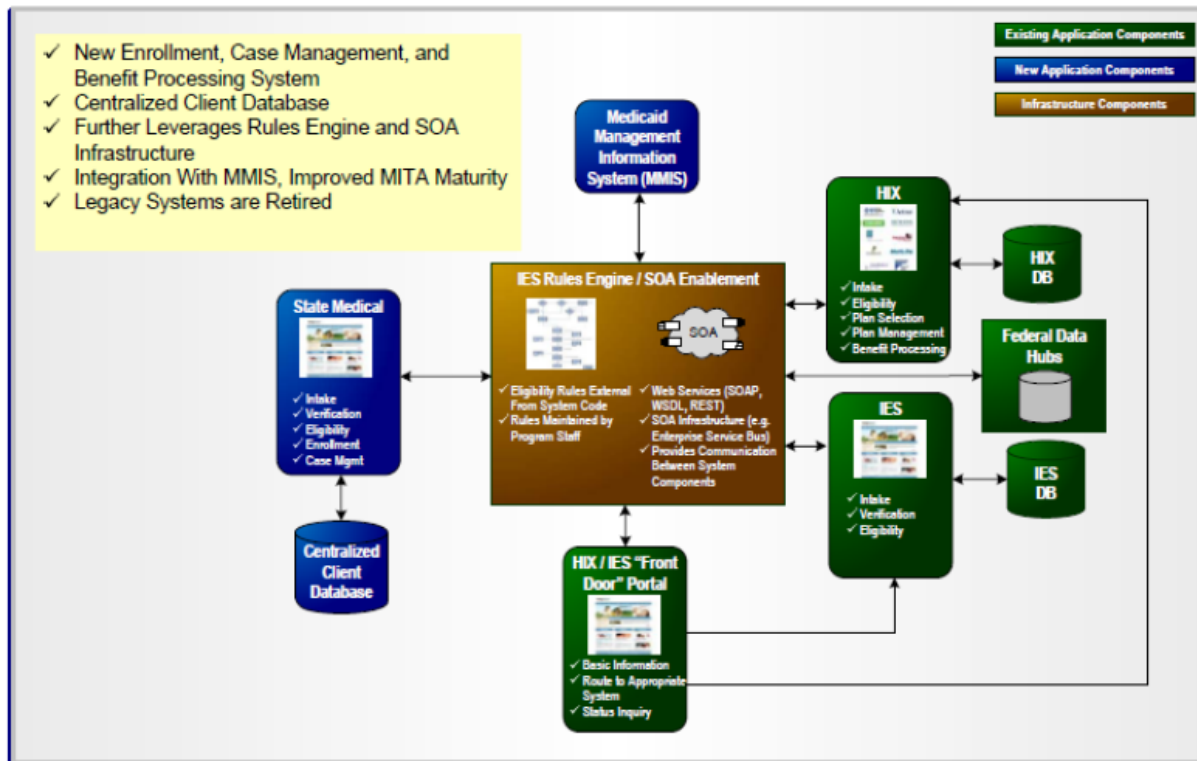 ✓ New Enrollment, Case Management, and
Benefit Processing System
✓ Centralized Client Database
✓ Further Leverages Rules Engine and SOA
Infrastructure
✓ Integration With MMIS, Improved MITA Maturity
✓ Legacy Systems are Retired
Existing Application Components
New Application Components
Infrastructure Components
Medicaid
Management
Information
System (MMIS)
HIX
✓ Intake
✓ Eligibility
✓ Plan Selection
✓ Plan Management
✓ Benefit Processing
HIX
DB
IES Rules Engine / SOA Enablement
SOA
✓ Eligibility Rules External
From System Code
✓ Rules Maintained by
Program Staff
✓ Web Services (SOAP,
WSDL, REST)
✓ SOA Infrastructure (e.g.
Enterprise Service Bus)
✓ Provides Communication
Between System
Components
State Medical
✓ Intake
✓ Verification
✓ Eligibility
✓ Enrollment
✓ Case Mgmt
Federal Data
Hubs
IES
✓ Intake
✓ Verification
✓ Eligibility
IES
DB
Centralized
Client
Database
HIX / IES “Front
Door” Portal
✓ Basic Information
✓ Route to Appropriate
System
✓ Status Inquiry